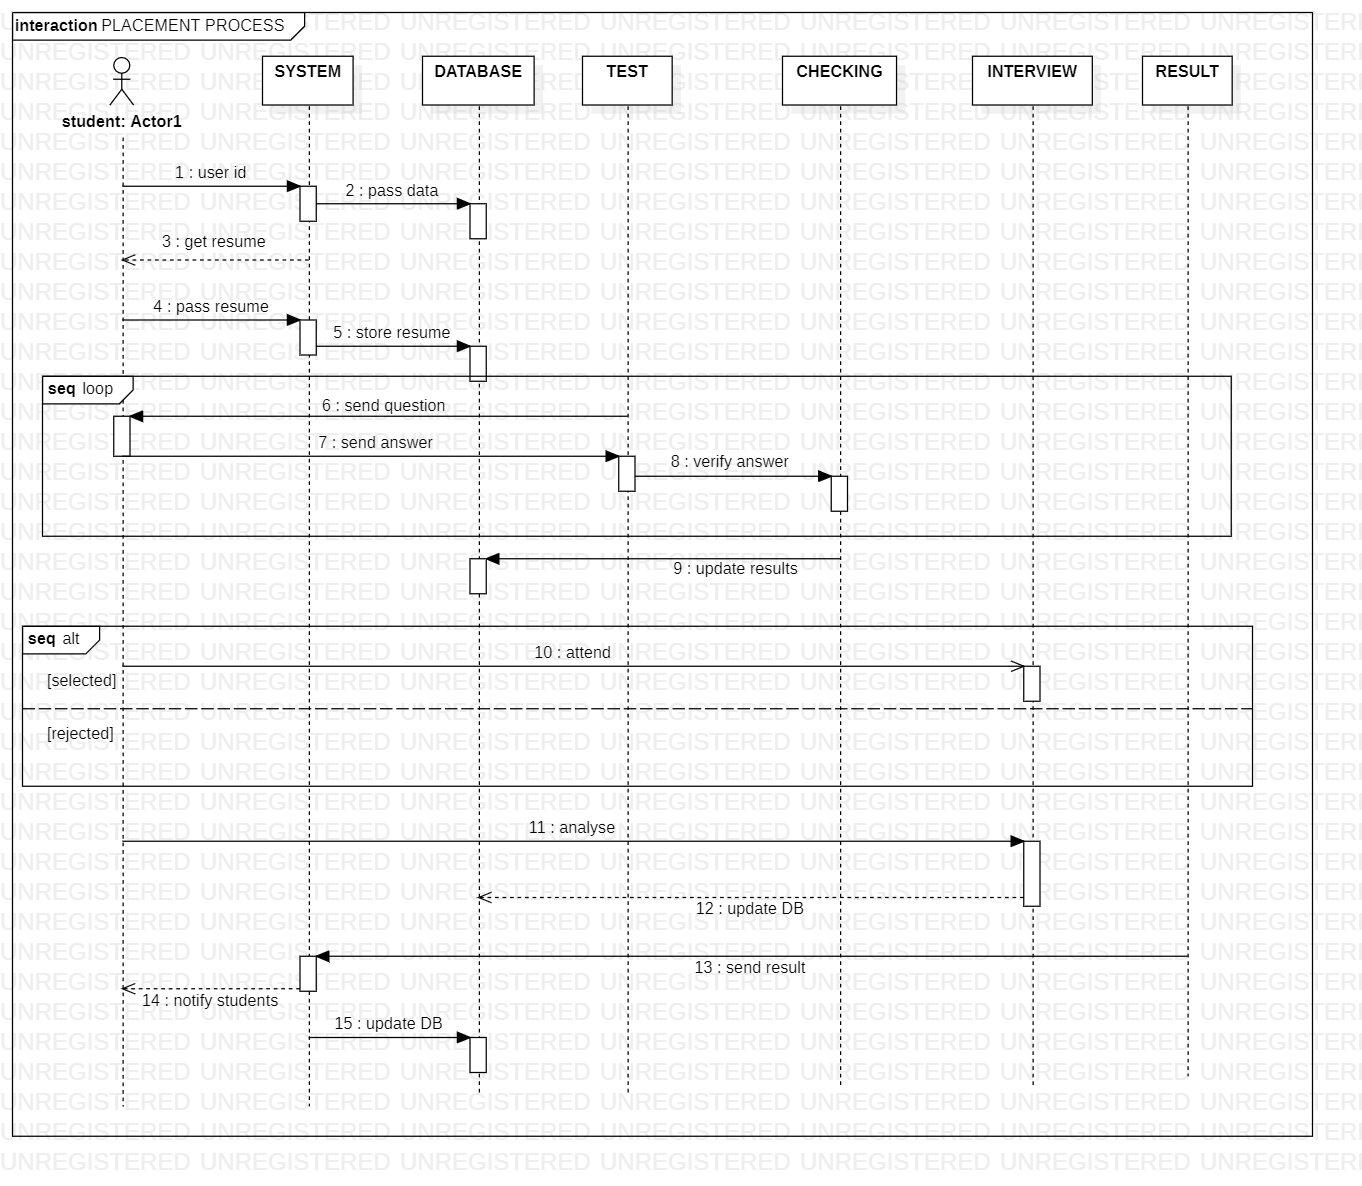 interaction PLACEMENT PROCESS
SYSTEM
DATABASE
TEST
CHECKING
INTERVIEW
RESULT
student: Actor1
1 : user id
2 : pass data
3 : get resume
4 : pass resume
5 : store resume
seq loop
6 : send question
7 : send answer
8 : verify answer
9 : update results
seq alt
10 : attend
[selected]
[rejected]
11 : analyse
12 : update DB
13 : send result
14 : notify students
15 : update DB
UNREGISTERED